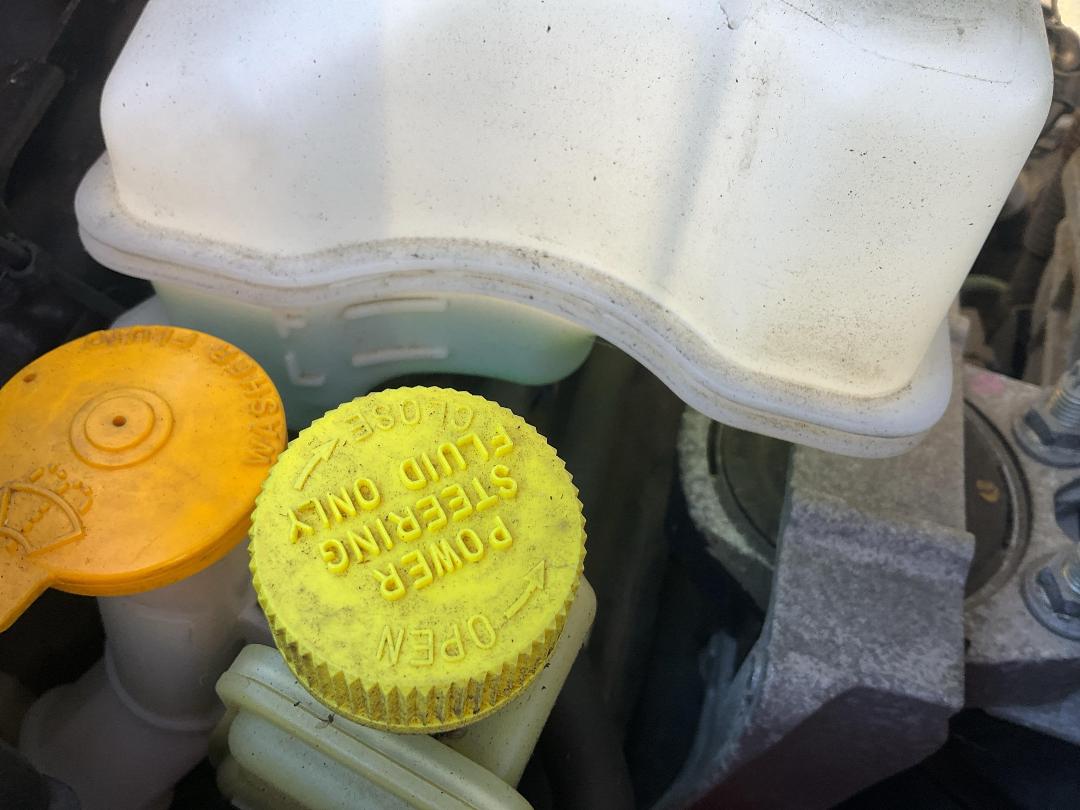 WASHER FLUID
OPEN
POWER
STEERING
FLUID ONLY
CLOSE
F
L